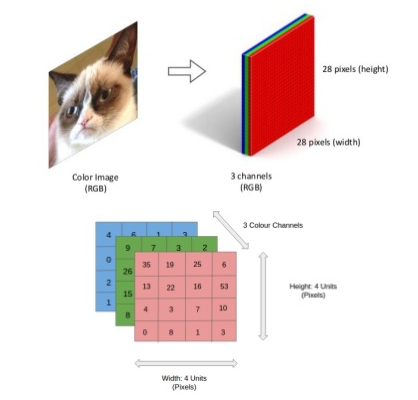 28 pixels (height)
28 pixels (width)
Color Image
(RGB)
3 channels
(RGB)
3 Colour Channels
4 6 1 3
9 7 3 2
0
35 19 25 6
26
13 22 16 53
2
15
4 3 7 10
1
8
0 8 1 3
Height: 4 Units
(Pixels)
Width: 4 Units
(Pixels)